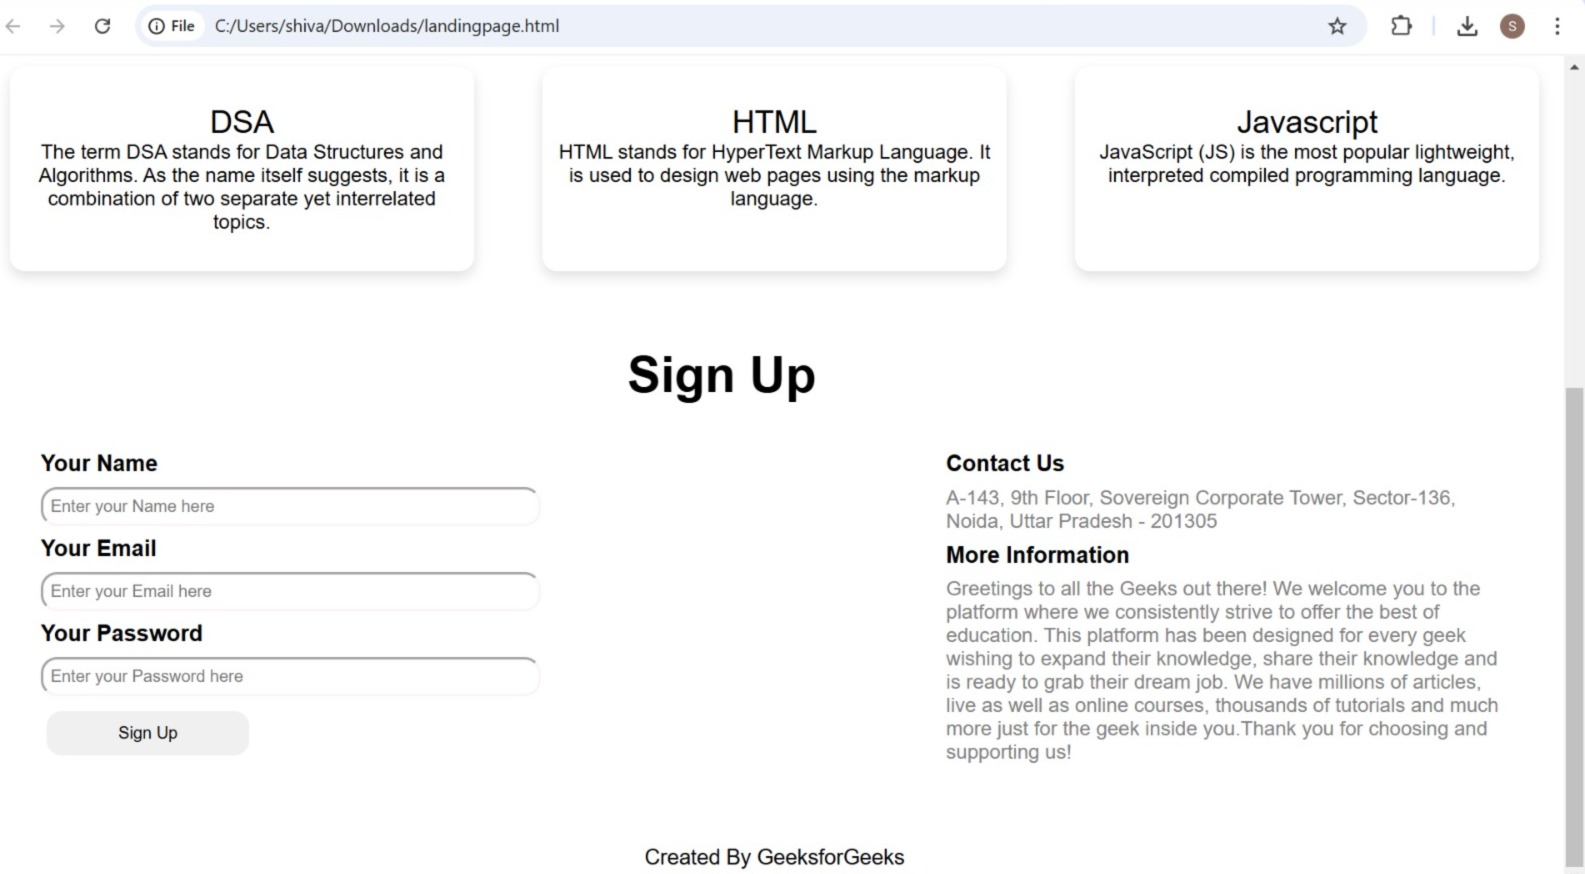 File C:/Users/shiva/Downloads/landingpage.html S
DSA
The term DSA stands for Data Structures and
Algorithms. As the name itself suggests, it is a
combination of two separate yet interrelated
topics.
HTML
HTML stands for HyperText Markup Language. It
is used to design web pages using the markup
language.
Javascript
JavaScript (JS) is the most popular lightweight,
interpreted compiled programming language.
Sign Up
Your Name
Enter your Name here
Your Email
Enter your Email here
Your Password
Enter your Password here
Sign Up
Contact Us
A-143, 9th Floor, Sovereign Corporate Tower, Sector-136,
Noida, Uttar Pradesh - 201305
More Information
Greetings to all the Geeks out there! We welcome you to the
platform where we consistently strive to offer the best of
education. This platform has been designed for every geek
wishing to expand their knowledge, share their knowledge and
is ready to grab their dream job. We have millions of articles,
live as well as online courses, thousands of tutorials and much
more just for the geek inside you.Thank you for choosing and
supporting us!
Created By GeeksforGeeks